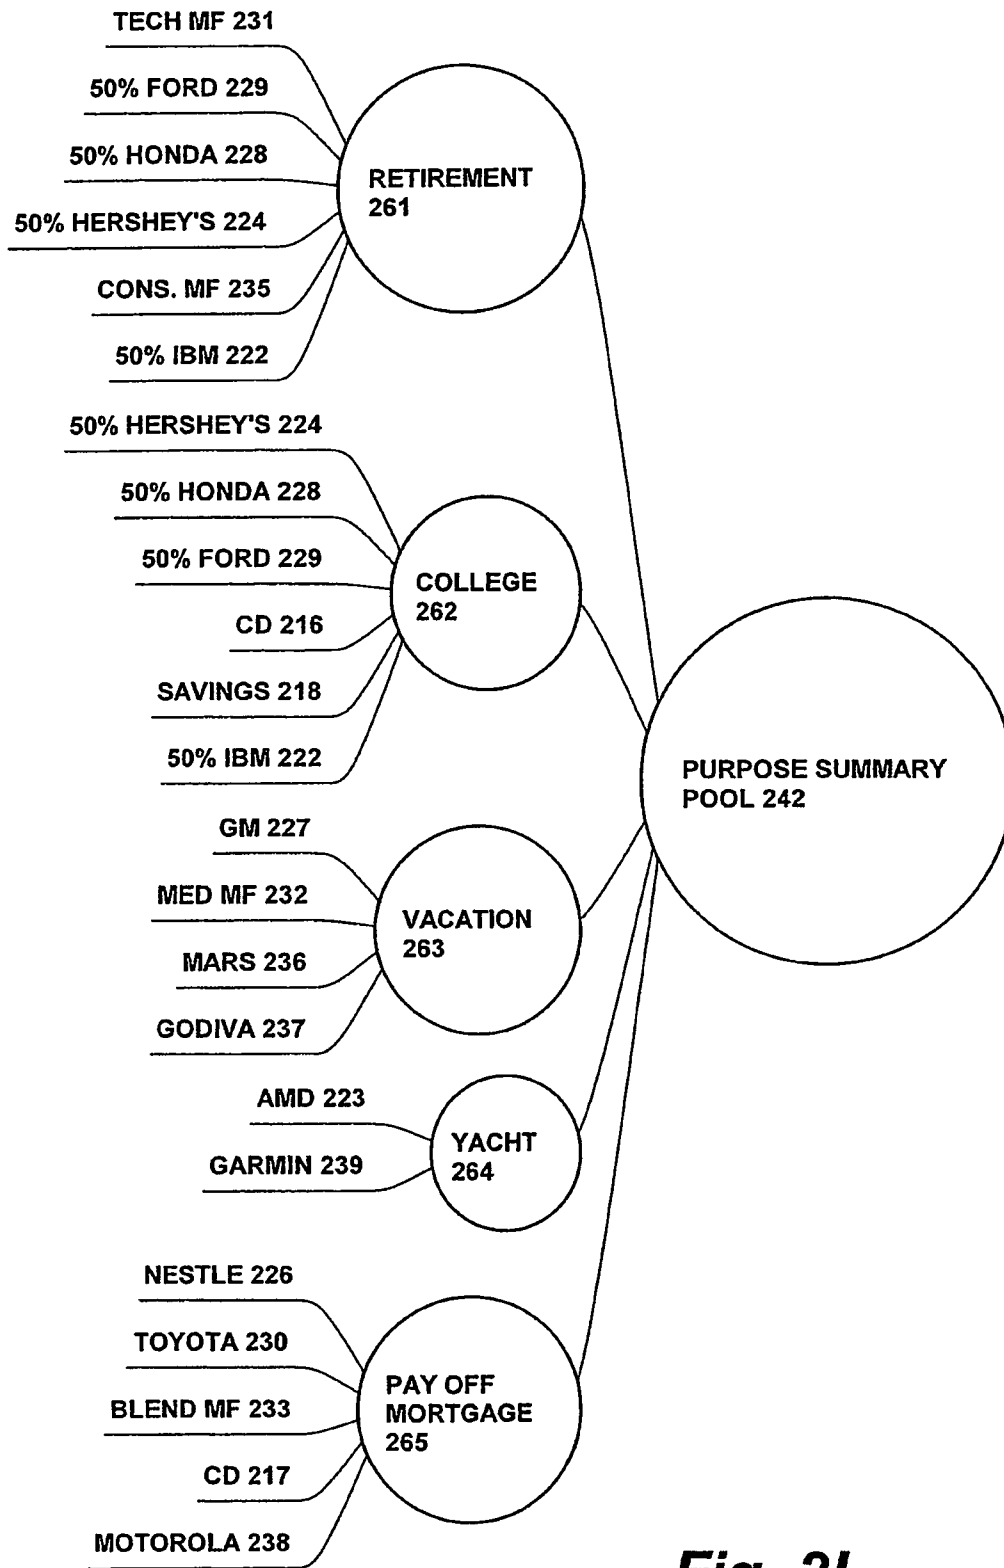 TECH MF 231
50% FORD 229
50% HONDA 228
50% HERSHEY'S 224
CONS. MF 235
50% IBM 222
RETIREMENT
261
50% HERSHEY'S 224
50% HONDA 228
50% FORD 229
CD 216
SAVINGS 218
50% IBM 222
COLLEGE
262
GM 227
MED MF 232
MARS 236
GODIVA 237
VACATION
263
AMD 223
GARMIN 239
YACHT
264
NESTLE 226
TOYOTA 230
BLEND MF 233
CD 217
MOTOROLA 238
PAY OFF
MORTGAGE
265
PURPOSE SUMMARY
POOL 242